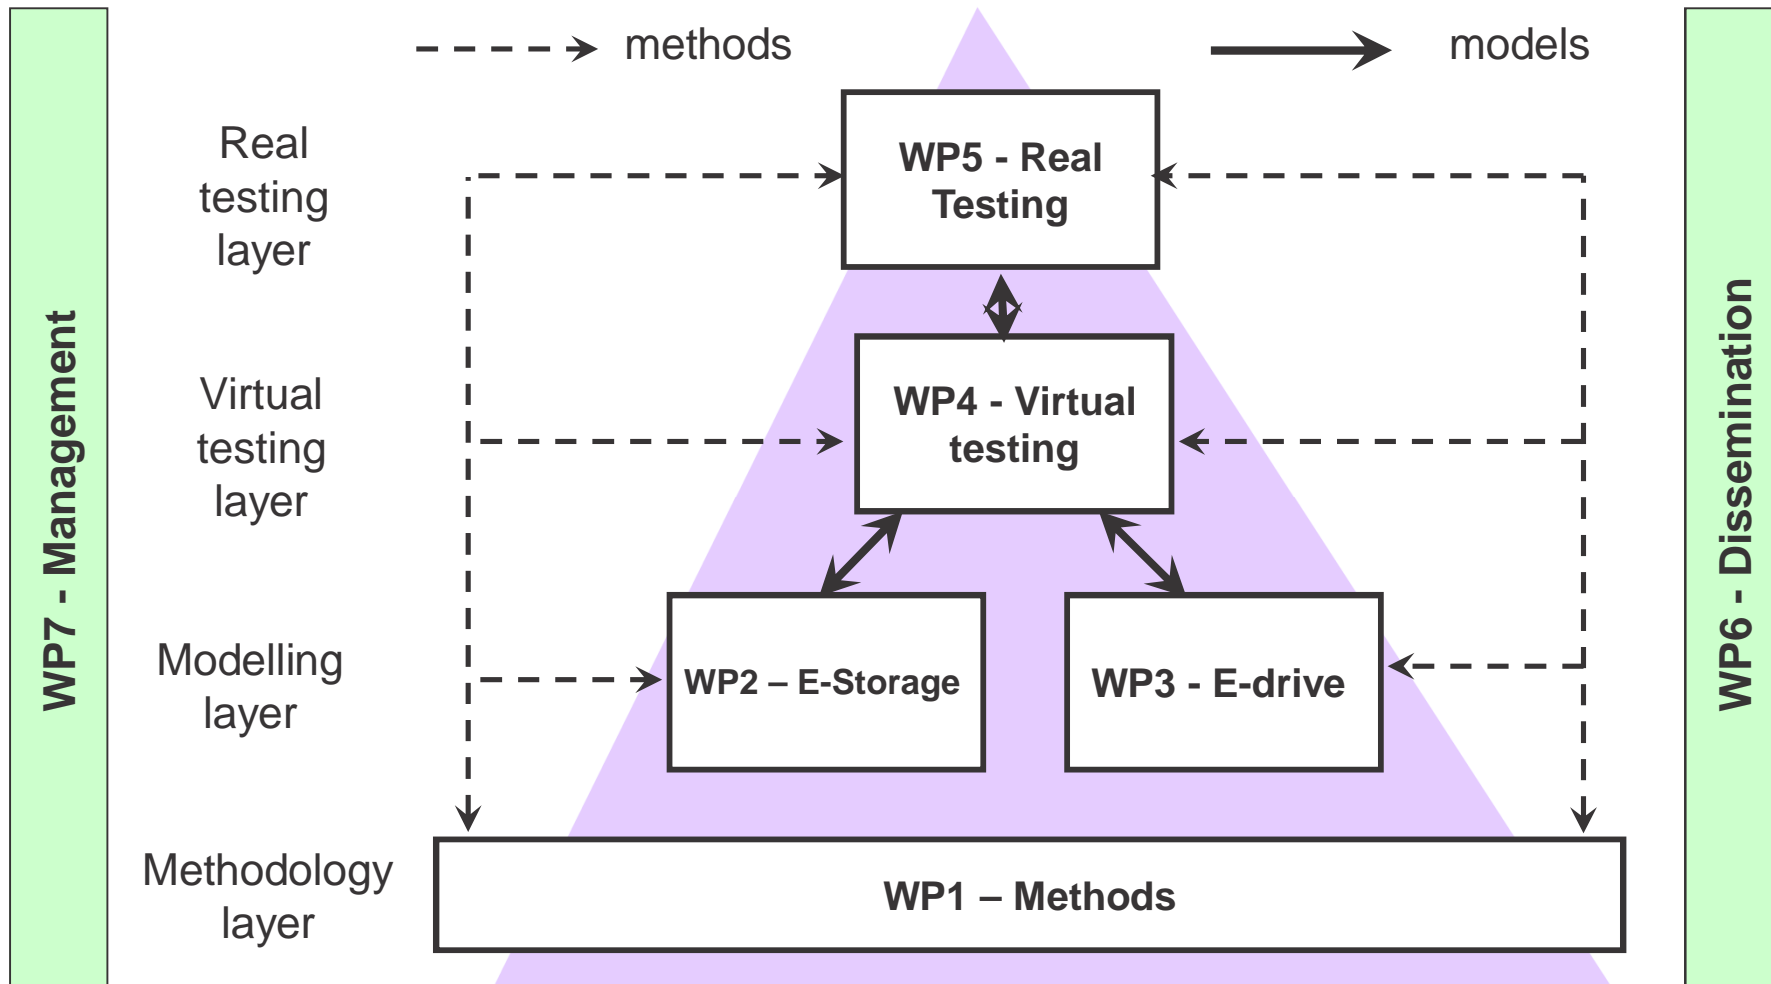 methods
models
Real
testing
layer
WP5 - Real
Testing
Virtual
testing
layer
WP4 - Virtual
testing
Modelling
layer
WP2 – E-Storage
WP3 - E-drive
Methodology
layer
WP1 – Methods
WP7 - Management
WP6 - Dissemination